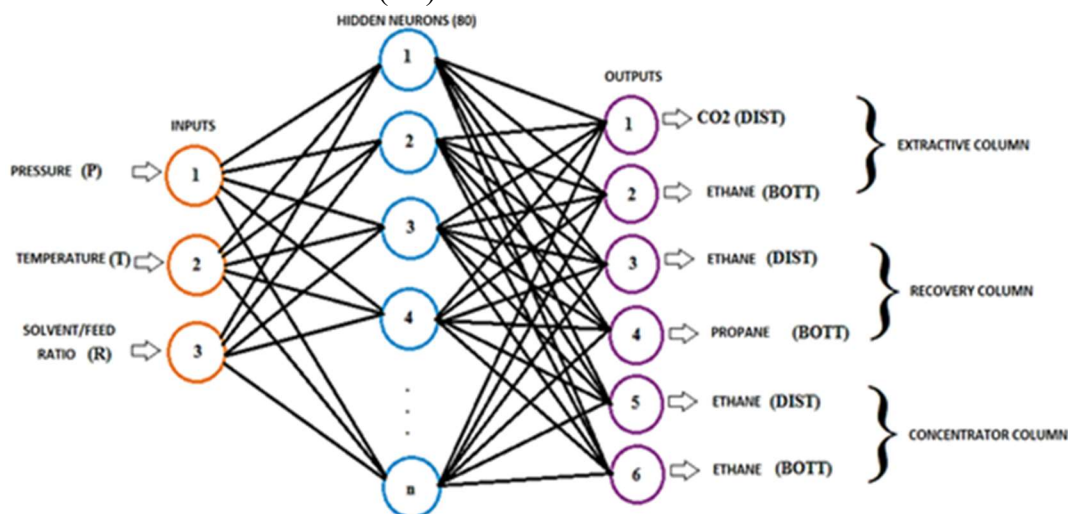 (80)
HIDDEN NEURONS (80)
INPUTS
PRESSURE (P)
TEMPERATURE (T)
SOLVENT/FEED
RATIO (R)
1
2
3
1
2
3
4
.
.
.
n
OUTPUTS
1
2
3
4
5
6
CO2 (DIST)
ETHANE (BOTT)
ETHANE (DIST)
PROPANE (BOTT)
ETHANE (DIST)
ETHANE (BOTT)
EXTRACTIVE COLUMN
RECOVERY COLUMN
CONCENTRATOR COLUMN